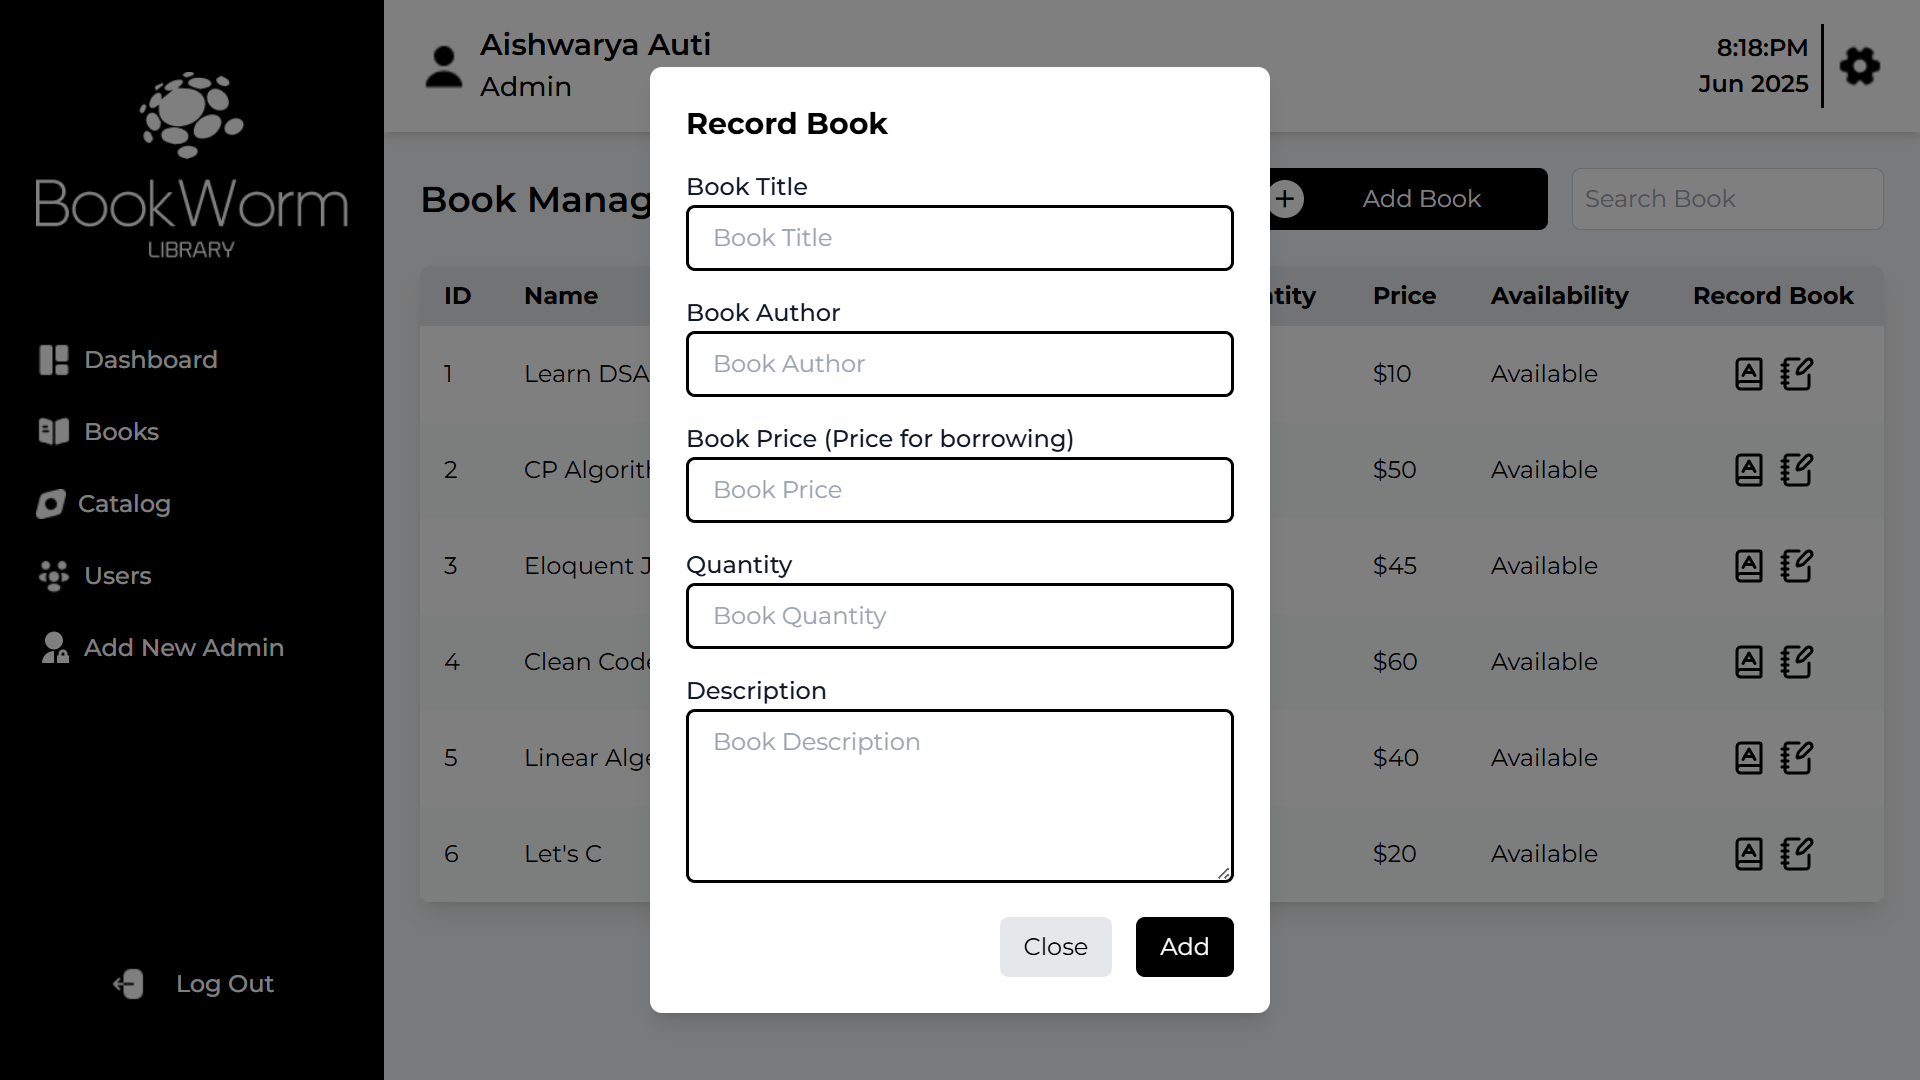 BookWorm
LIBRARY
Dashboard
Books
Catalog
Users
Add New Admin
Log Out
Aishwarya Auti
Admin
8:18:PM
Jun 2025
Book Manag
Add Book
Search Book
ID Name tity Price Availability Record Book
1 Learn DSA $10 Available
2 CP Algorith $50 Available
3 Eloquent J $45 Available
4 Clean Code $60 Available
5 Linear Alge $40 Available
6 Let's C $20 Available
Record Book
Book Title
Book Title
Book Author
Book Author
Book Price (Price for borrowing)
Book Price
Quantity
Book Quantity
Description
Book Description
Close Add